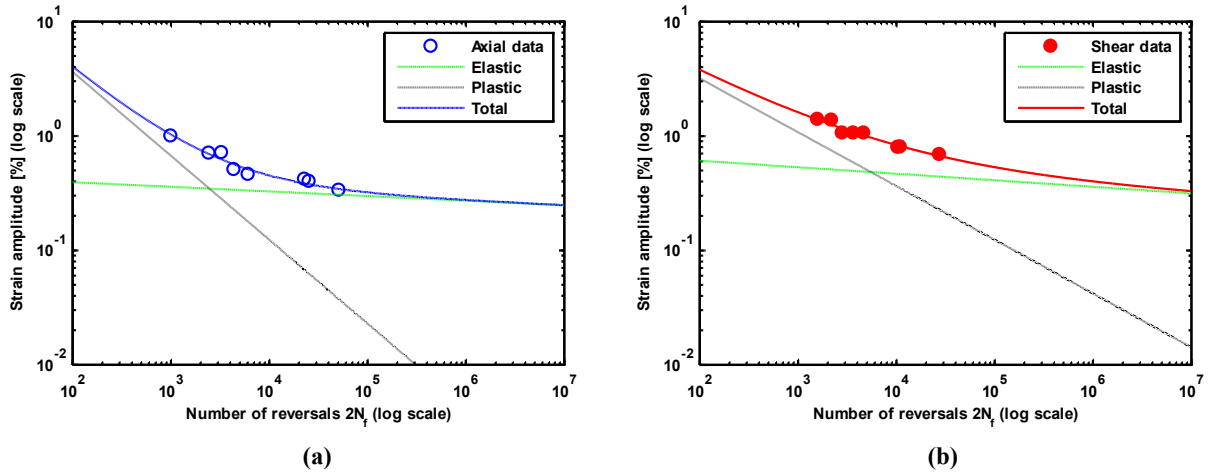 10^1
10^0
10^-1
10^-2
Strain amplitude [%] (log scale)
Axial data
Elastic
Plastic
Total
10^2 10^3 10^4 10^5 10^6 10^7
Number of reversals 2N_f (log scale)
(a)
10^1
10^0
10^-1
10^-2
Strain amplitude [%] (log scale)
Shear data
Elastic
Plastic
Total
10^2 10^3 10^4 10^5 10^6 10^7
Number of reversals 2N_f (log scale)
(b)